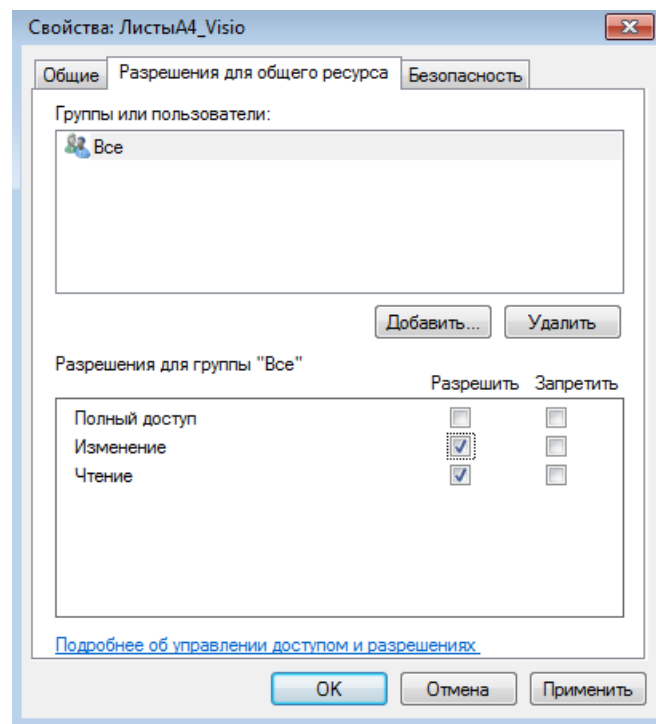 Свойства: ЛистыА4_Visio
Общие Разрешения для общего ресурса Безопасность
Группы или пользователи:
Все
Добавить... Удалить
Разрешения для группы "Все"
Разрешить Запретить
Полный доступ
Изменение
Чтение
Подробнее об управлении доступом и разрешениях
OK Отмена Применить